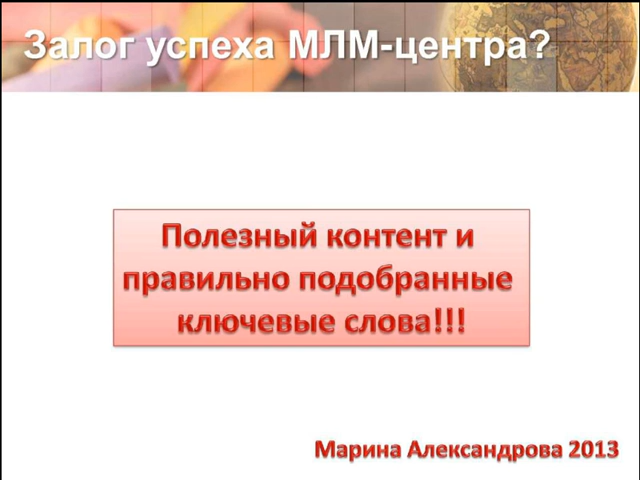 Залог успеха МЛМ-центра?
Полезный контент и
правильно подобранные
ключевые слова!!!
Марина Александрова 2013